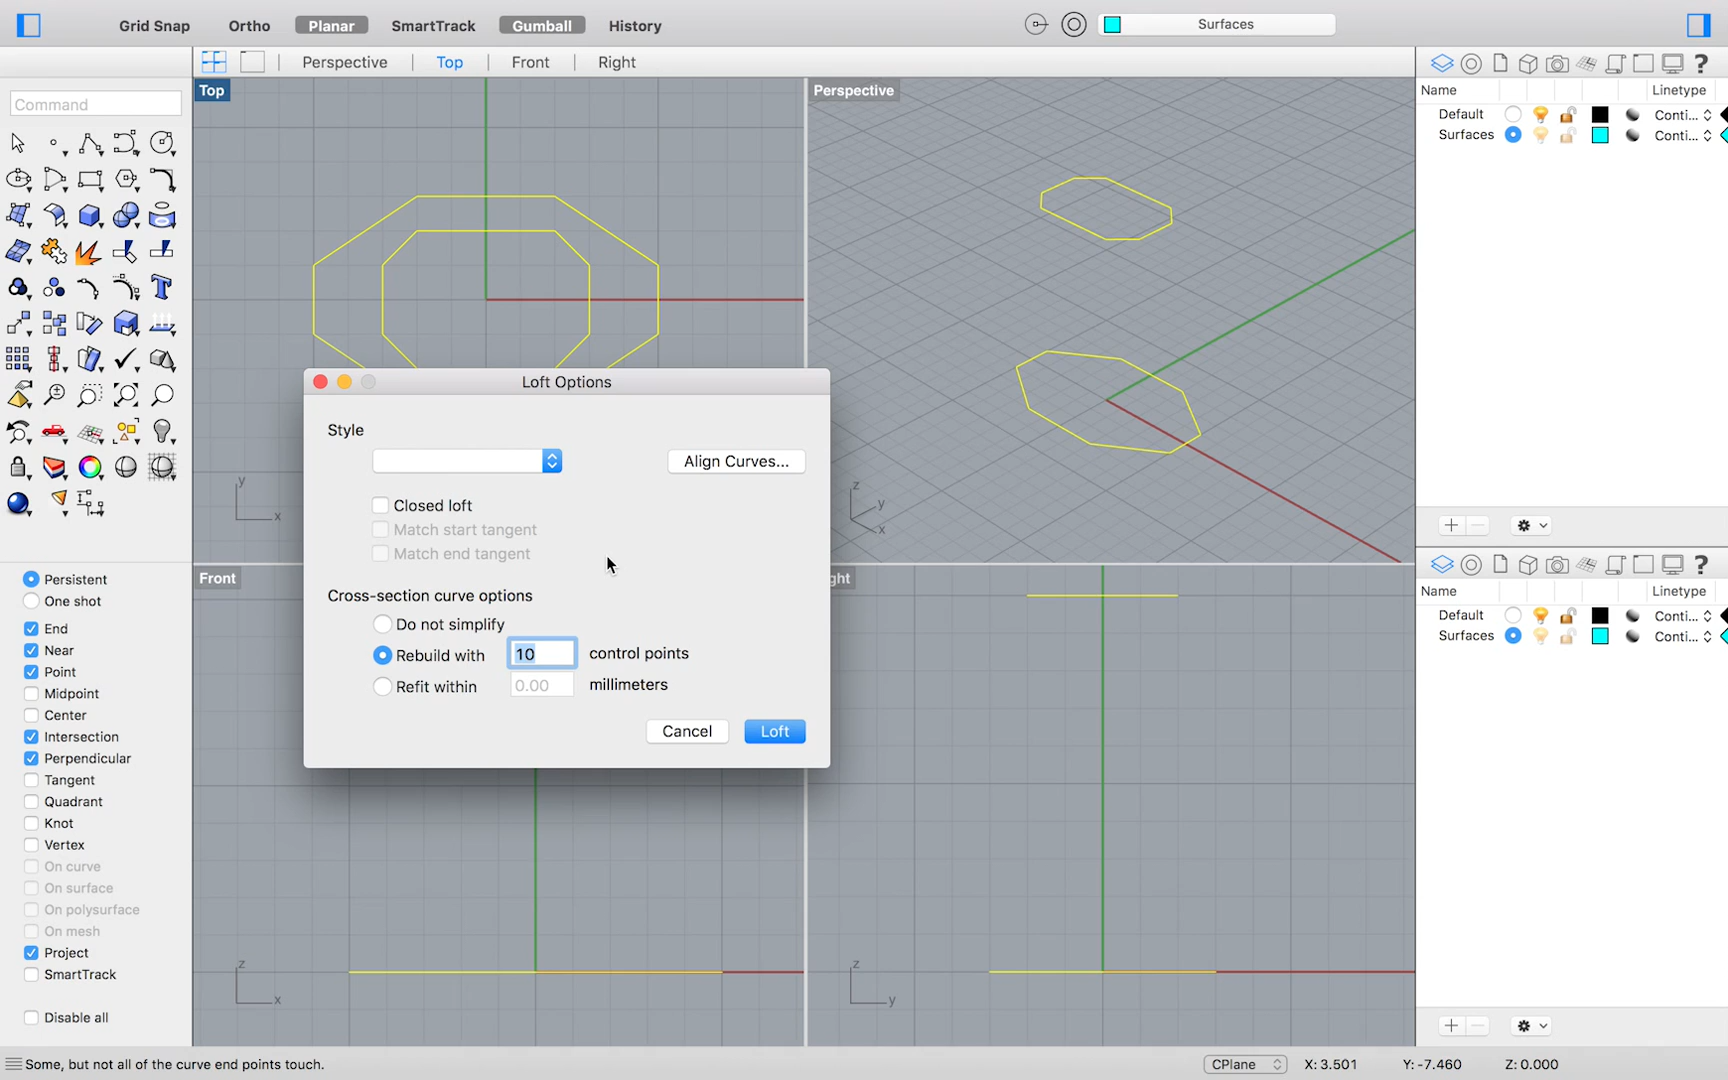 Grid Snap Ortho Planar SmartTrack Gumball History Surfaces
Perspective Top Front Right
Command
Top
Perspective
Front
ght
z
y
x
y
x
z
x
z
y
Loft Options
Style
Align Curves...
Closed loft
Match start tangent
Match end tangent
Cross-section curve options
Do not simplify
Rebuild with 10 control points
Refit within 0.00 millimeters
Cancel Loft
Persistent
One shot
End
Near
Point
Midpoint
Center
Intersection
Perpendicular
Tangent
Quadrant
Knot
Vertex
On curve
On surface
On polysurface
On mesh
Project
SmartTrack
Disable all
Name Linetype
Default Conti...
Surfaces Conti...
Name Linetype
Default Conti...
Surfaces Conti...
Some, but not all of the curve end points touch.
CPlane X: 3.501 Y: -7.460 Z: 0.000